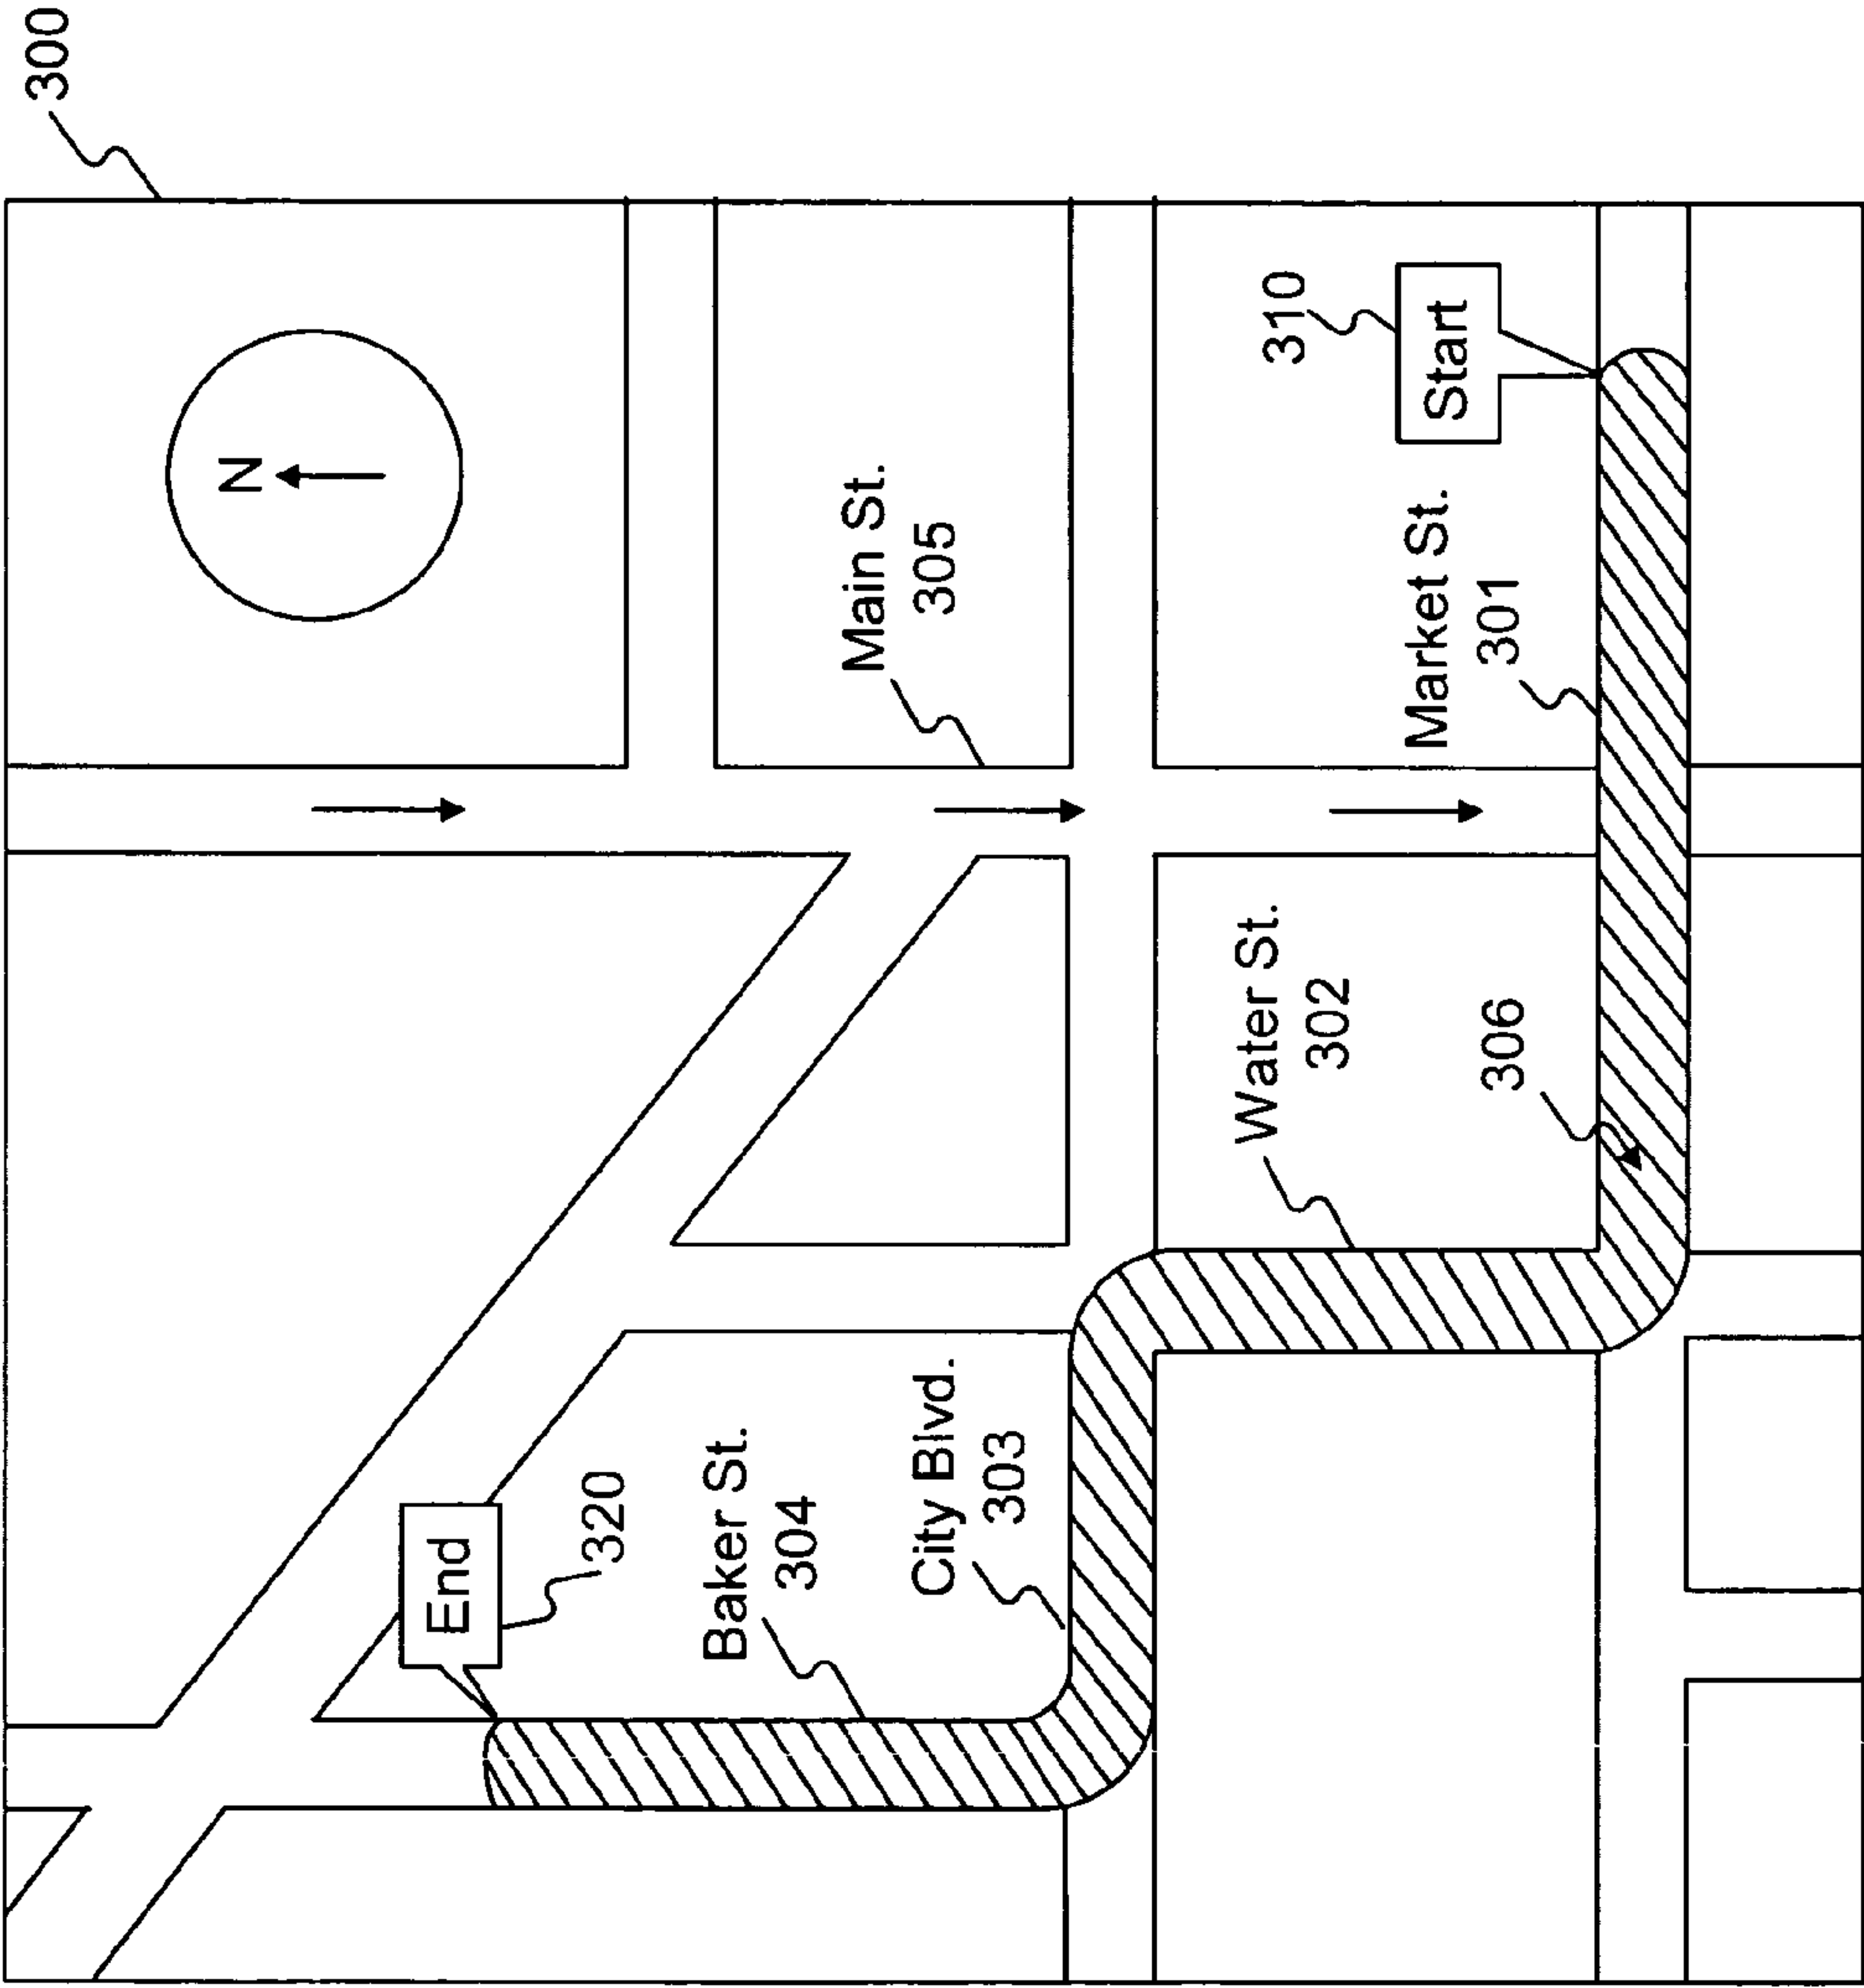 300
N
Main St.
305
310
Start
Market St.
301
Water St.
302
306
End
320
Baker St.
304
City Blvd.
303